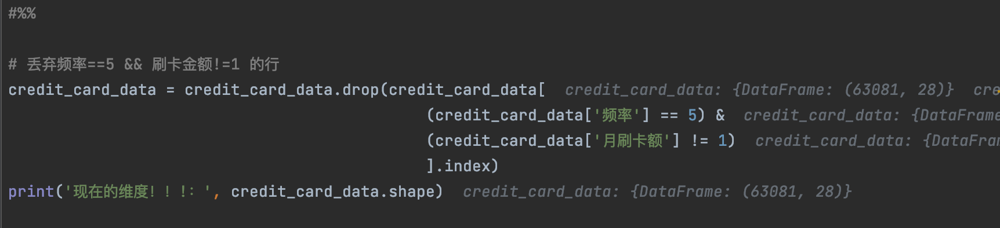 #%%
# 丢弃频率==5 && 刷卡金额!=1 的行
credit_card_data = credit_card_data.drop(credit_card_data[ credit_card_data: {DataFrame: (63081, 28)} cre
(credit_card_data['频率'] == 5) & credit_card_data: {DataFrame
(credit_card_data['月刷卡额'] != 1) credit_card_data: {DataFram
].index)
print('现在的维度！！！：', credit_card_data.shape) credit_card_data: {DataFrame: (63081, 28)}